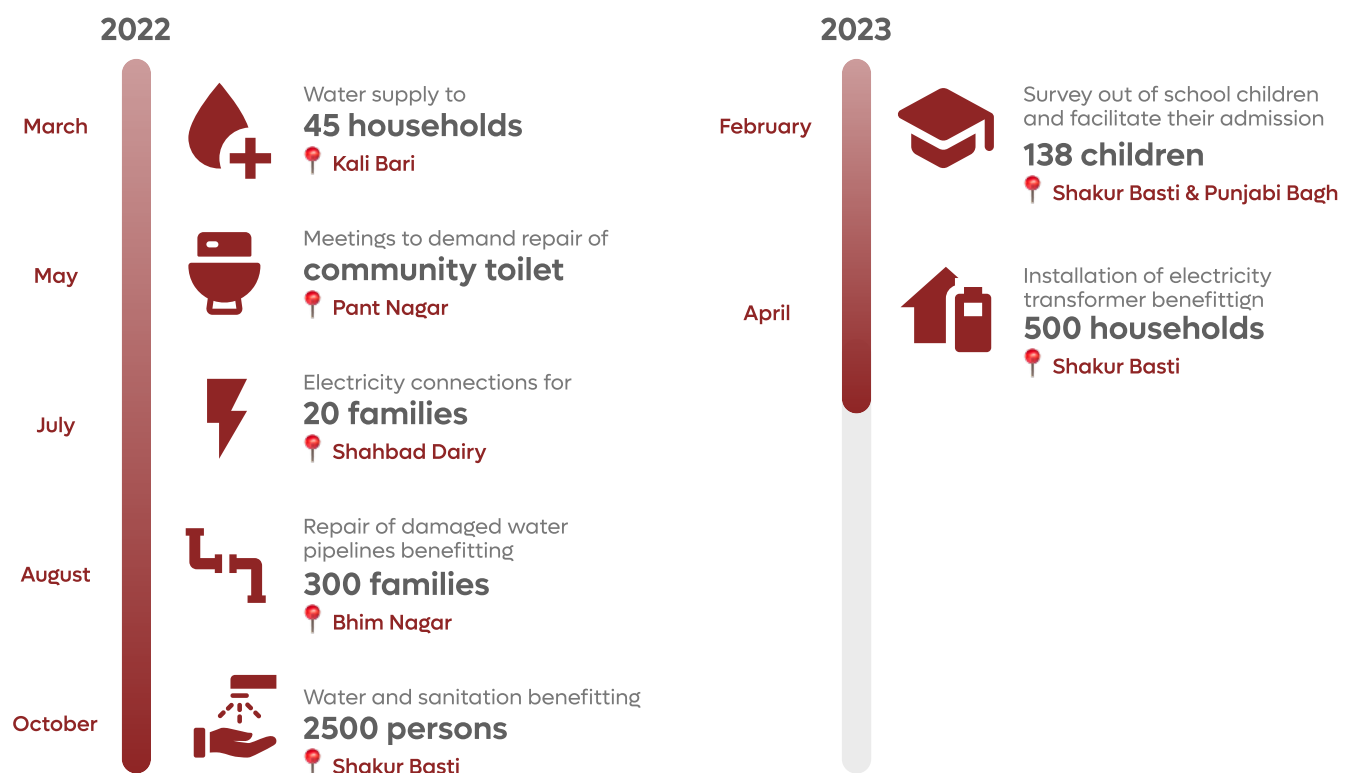 2022
March
Water supply to
45 households
Kali Bari
May
Meetings to demand repair of
community toilet
Pant Nagar
July
Electricity connections for
20 families
Shahbad Dairy
August
Repair of damaged water
pipelines benefitting
300 families
Bhim Nagar
October
Water and sanitation benefitting
2500 persons
Shakur Basti
2023
February
Survey out of school children
and facilitate their admission
138 children
Shakur Basti & Punjabi Bagh
April
Installation of electricity
transformer benefittign
500 households
Shakur Basti